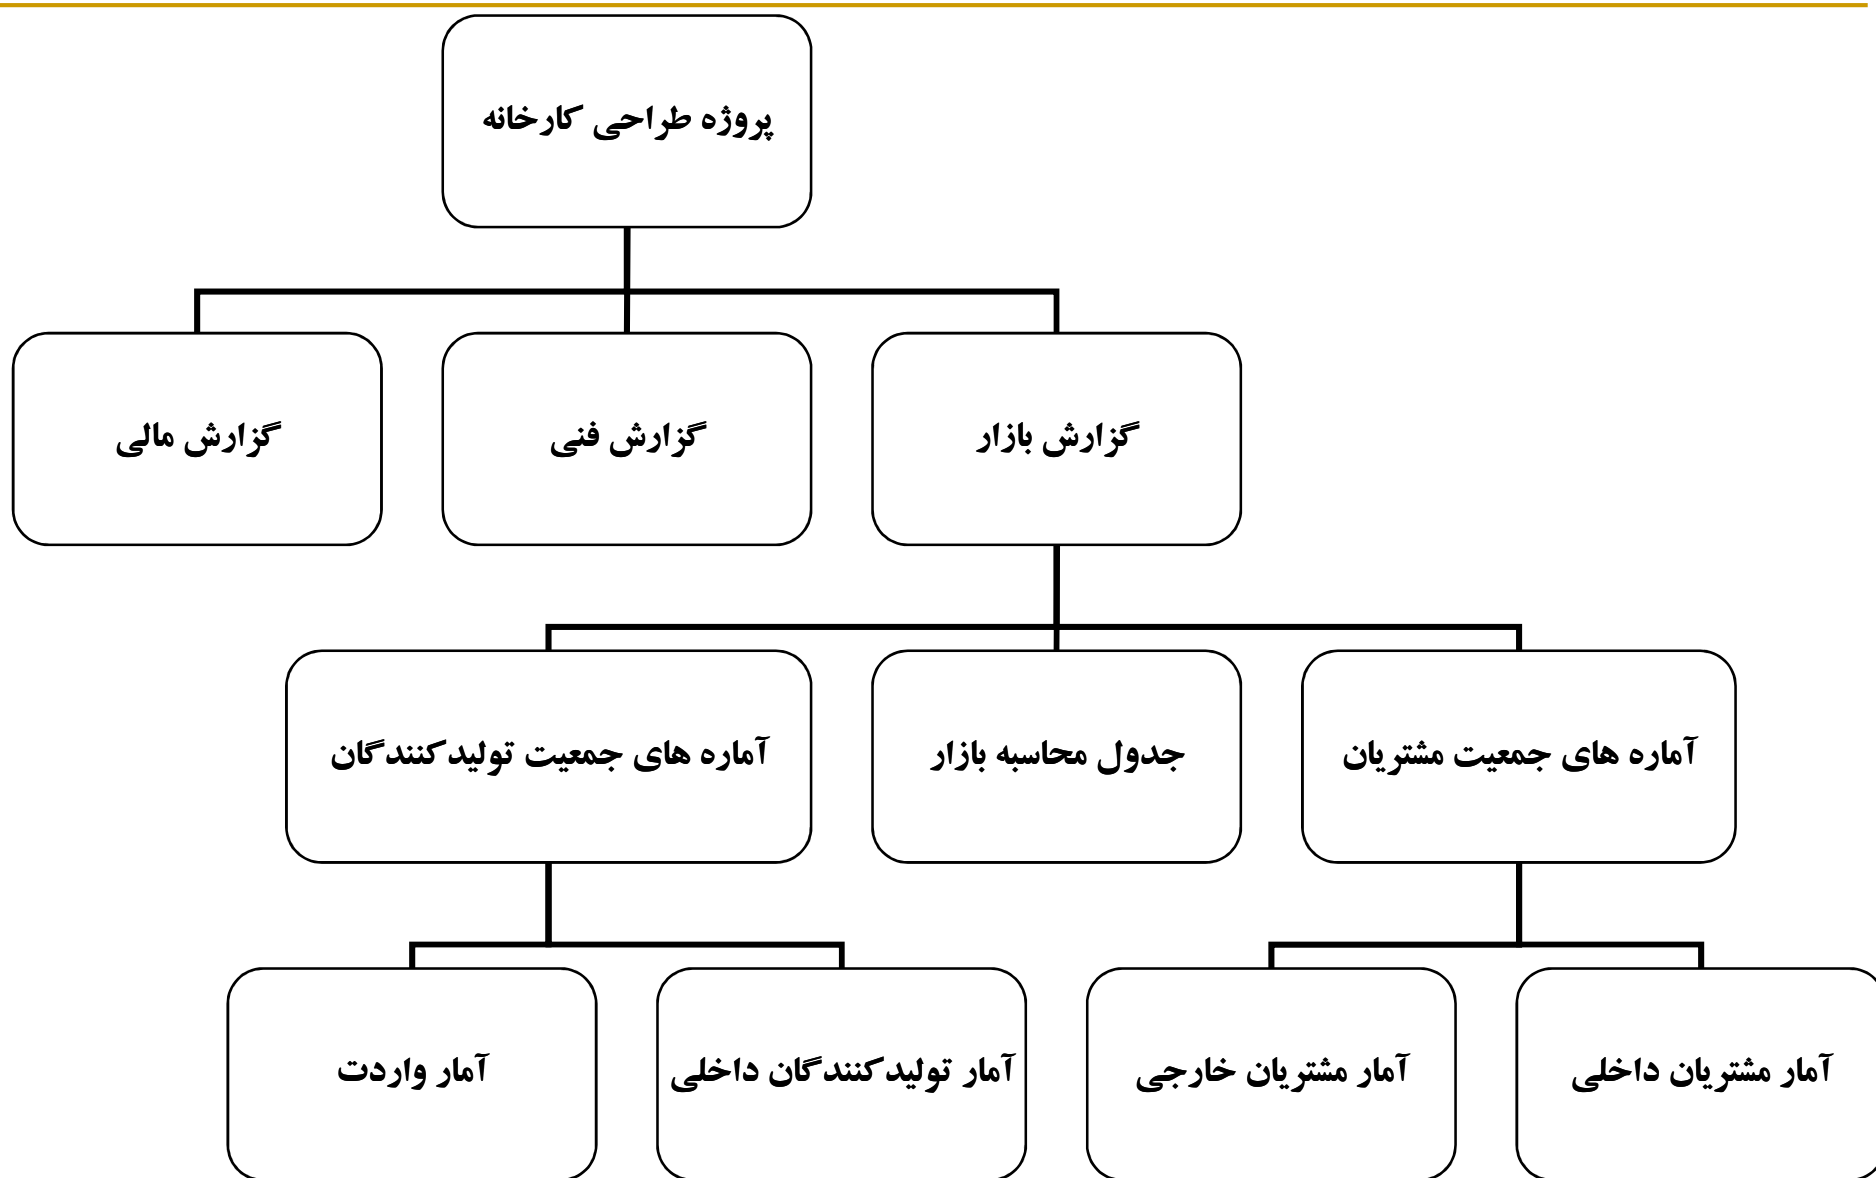 پروژه طراحی کارخانه
گزارش بازار
گزارش فنی
گزارش مالی
آماره های جمعیت مشتریان
جدول محاسبه بازار
آماره های جمعیت تولیدکنندگان
آمار مشتریان داخلی
آمار مشتریان خارجی
آمار تولیدکنندگان داخلی
آمار واردت